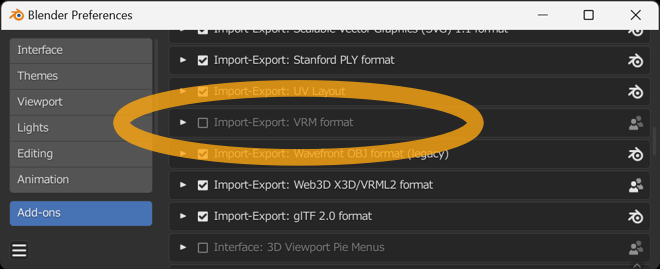 Blender Preferences
Interface
Themes
Viewport
Lights
Editing
Animation
Add-ons
Import-Export: Scalable Vector Graphics (SVG) 1.1 format
Import-Export: Stanford PLY format
Import-Export: UV Layout
Import-Export: VRM format
Import-Export: Wavefront OBJ format (legacy)
Import-Export: Web3D X3D/VRML2 format
Import-Export: glTF 2.0 format
Interface: 3D Viewport Pie Menus